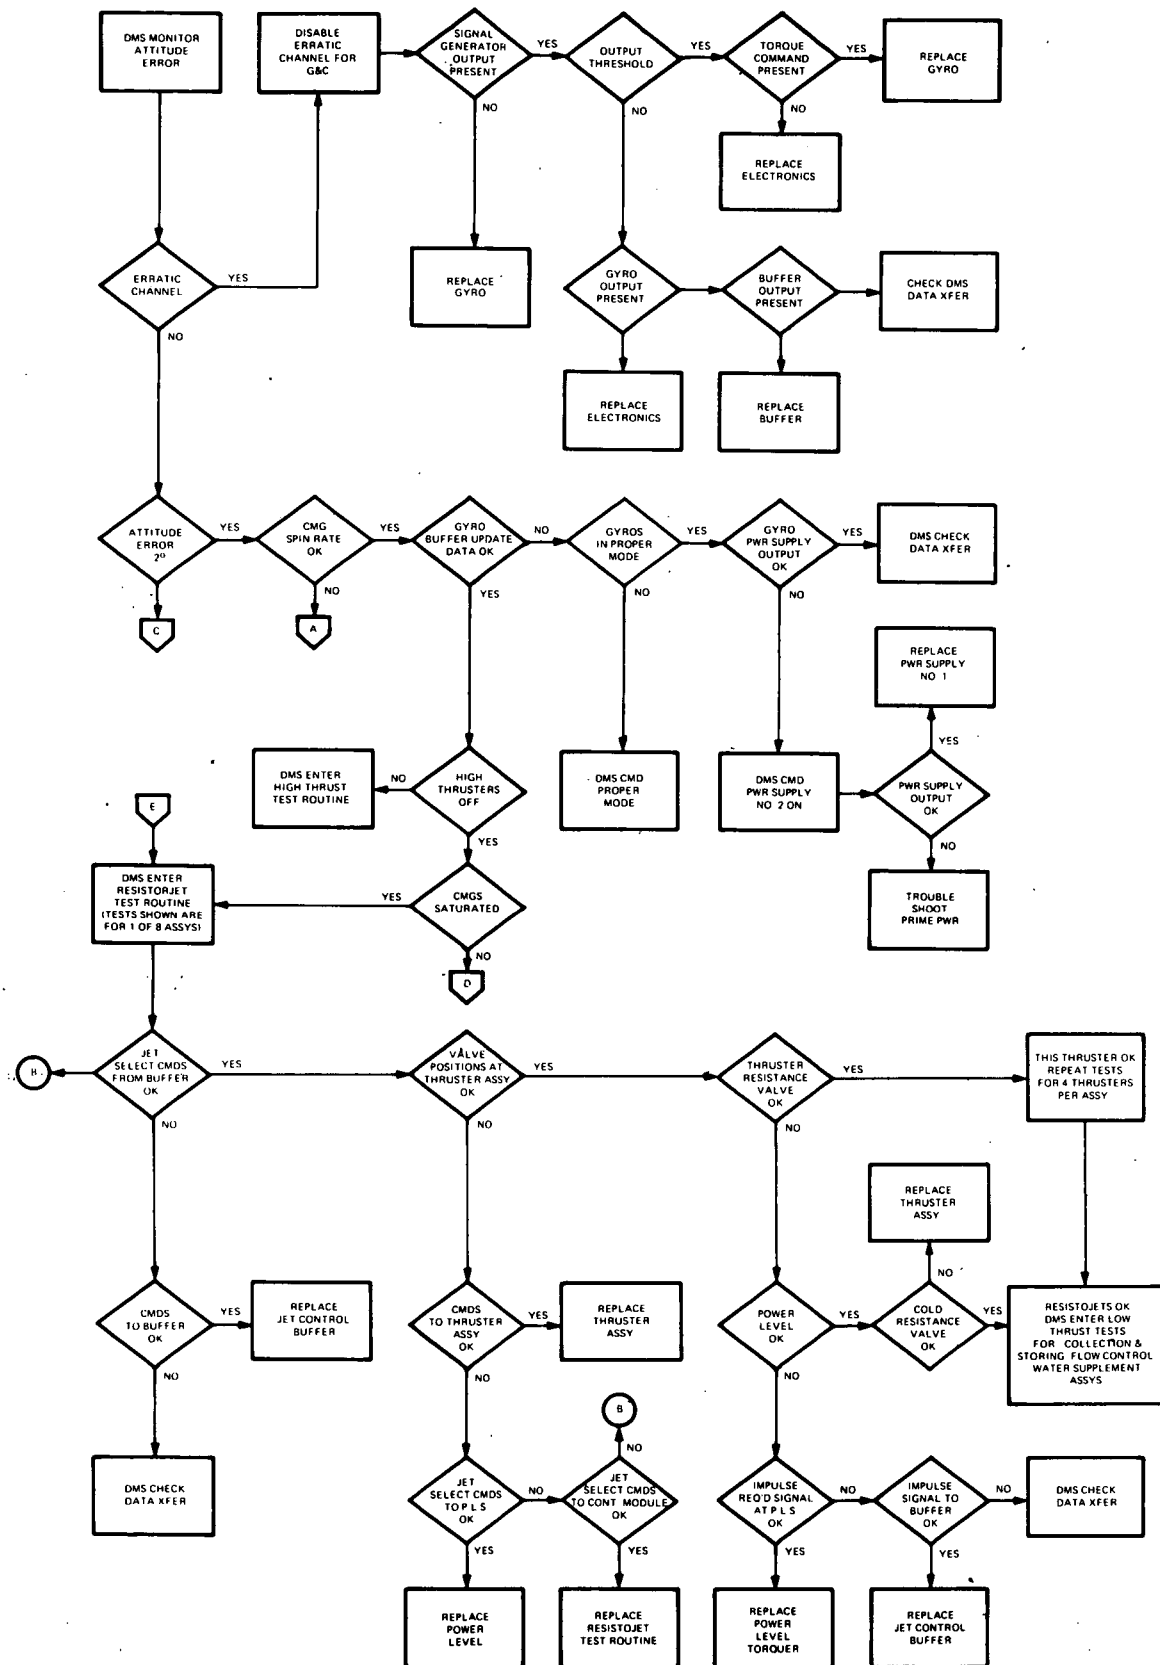 DMS MONITOR
ATTITUDE
ERROR
DISABLE
ERRATIC
CHANNEL FOR
G&C
SIGNAL
GENERATOR
OUTPUT
PRESENT
YES
OUTPUT
THRESHOLD
YES
TORQUE
COMMAND
PRESENT
YES
REPLACE
GYRO
NO
NO
NO
REPLACE
ELECTRONICS
ERRATIC
CHANNEL
YES
NO
REPLACE
GYRO
GYRO
OUTPUT
PRESENT
BUFFER
OUTPUT
PRESENT
CHECK DMS
DATA XFER
REPLACE
ELECTRONICS
REPLACE
BUFFER
ATTITUDE
ERROR
2º
YES
CMG
SPIN RATE
OK
YES
GYRO
BUFFER UPDATE
DATA OK
NO
GYROS
IN PROPER
MODE
YES
GYRO
PWR SUPPLY
OUTPUT
OK
YES
DMS CHECK
DATA XFER
C
NO
A
YES
NO
NO
REPLACE
PWR SUPPLY
NO 1
YES
DMS ENTER
HIGH THRUST
TEST ROUTINE
NO
HIGH
THRUSTERS
OFF
DMS CMD
PROPER
MODE
DMS CMD
PWR SUPPLY
NO 2 ON
PWR SUPPLY
OUTPUT
OK
E
YES
NO
DMS ENTER
RESISTORJET
TEST ROUTINE
(TESTS SHOWN ARE
FOR 1 OF 8 ASSYS)
YES
CMGS
SATURATED
TROUBLE
SHOOT
PRIME PWR
NO
D
B
JET
SELECT CMDS
FROM BUFFER
OK
YES
VALVE
POSITIONS AT
THRUSTER ASSY
OK
YES
THRUSTER
RESISTANCE
VALVE
OK
YES
THIS THRUSTER OK
REPEAT TESTS
FOR 4 THRUSTERS
PER ASSY
NO
NO
NO
REPLACE
THRUSTER
ASSY
NO
CMDS
TO BUFFER
OK
YES
REPLACE
JET CONTROL
BUFFER
CMDS
TO THRUSTER
ASSY
OK
YES
REPLACE
THRUSTER
ASSY
POWER
LEVEL
OK
YES
COLD
RESISTANCE
VALVE
OK
YES
RESISTOJETS OK
DMS ENTER LOW
THRUST TESTS
FOR COLLECTION &
STORING FLOW CONTROL
WATER SUPPLEMENT
ASSYS
NO
NO
NO
B
NO
DMS CHECK
DATA XFER
JET
SELECT CMDS
TO P L S
OK
NO
JET
SELECT CMDS
TO CONT MODULE
OK
IMPULSE
REQ'D SIGNAL
AT P L S
OK
NO
IMPULSE
SIGNAL TO
BUFFER
OK
NO
DMS CHECK
DATA XFER
YES
YES
YES
YES
REPLACE
POWER
LEVEL
REPLACE
RESISTOJET
TEST ROUTINE
REPLACE
POWER
LEVEL
TORQUER
REPLACE
JET CONTROL
BUFFER